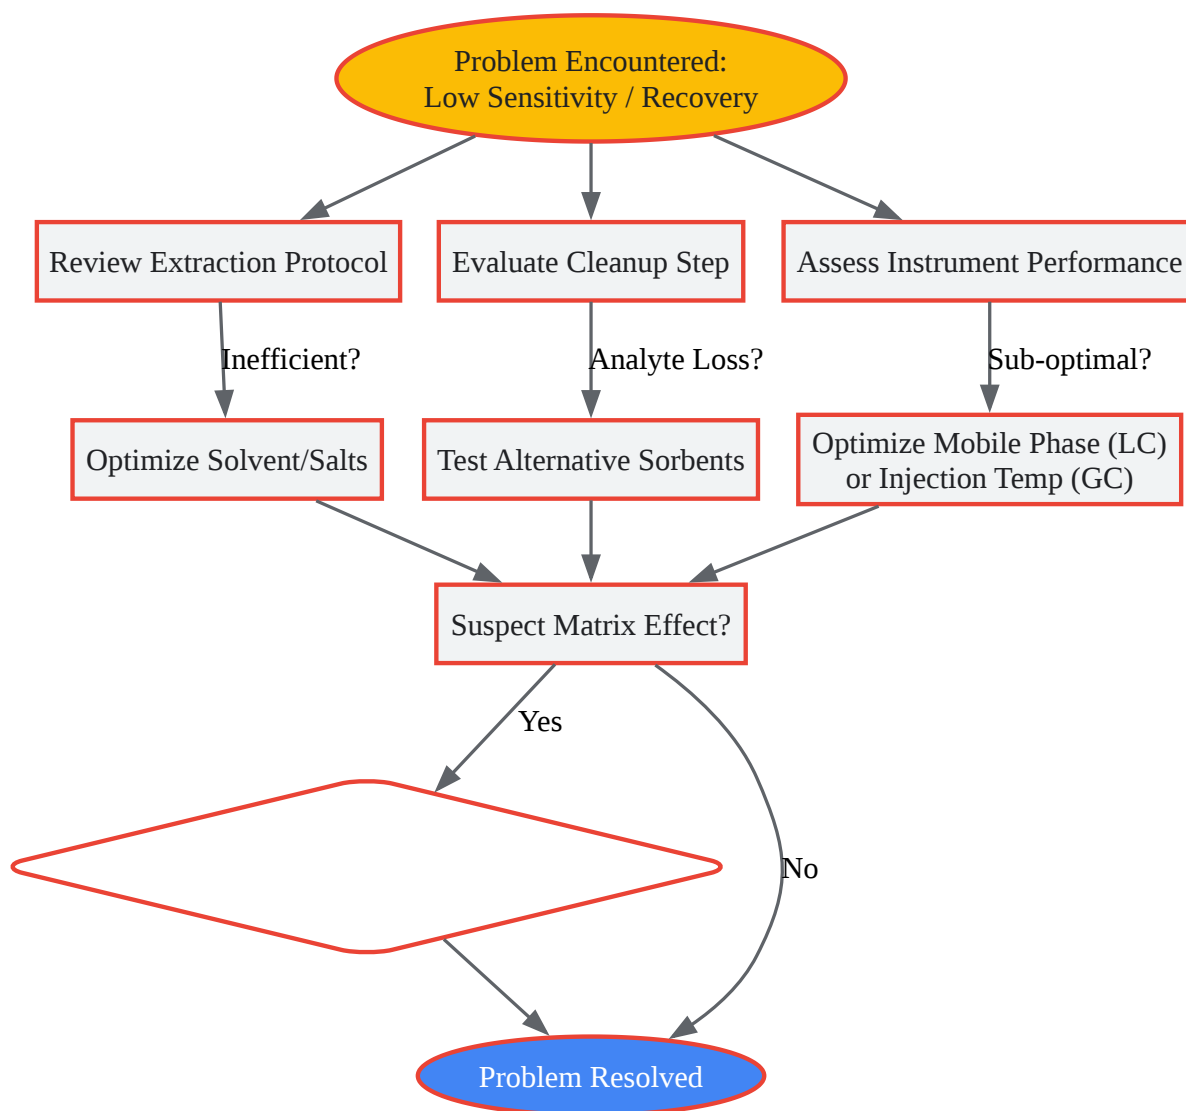 Problem Encountered:
Low Sensitivity / Recovery
Review Extraction Protocol
Evaluate Cleanup Step
Assess Instrument Performance
Inefficient?
Analyte Loss?
Sub-optimal?
Optimize Solvent/Salts
Test Alternative Sorbents
Optimize Mobile Phase (LC)
or Injection Temp (GC)
Suspect Matrix Effect?
Yes
No
Problem Resolved